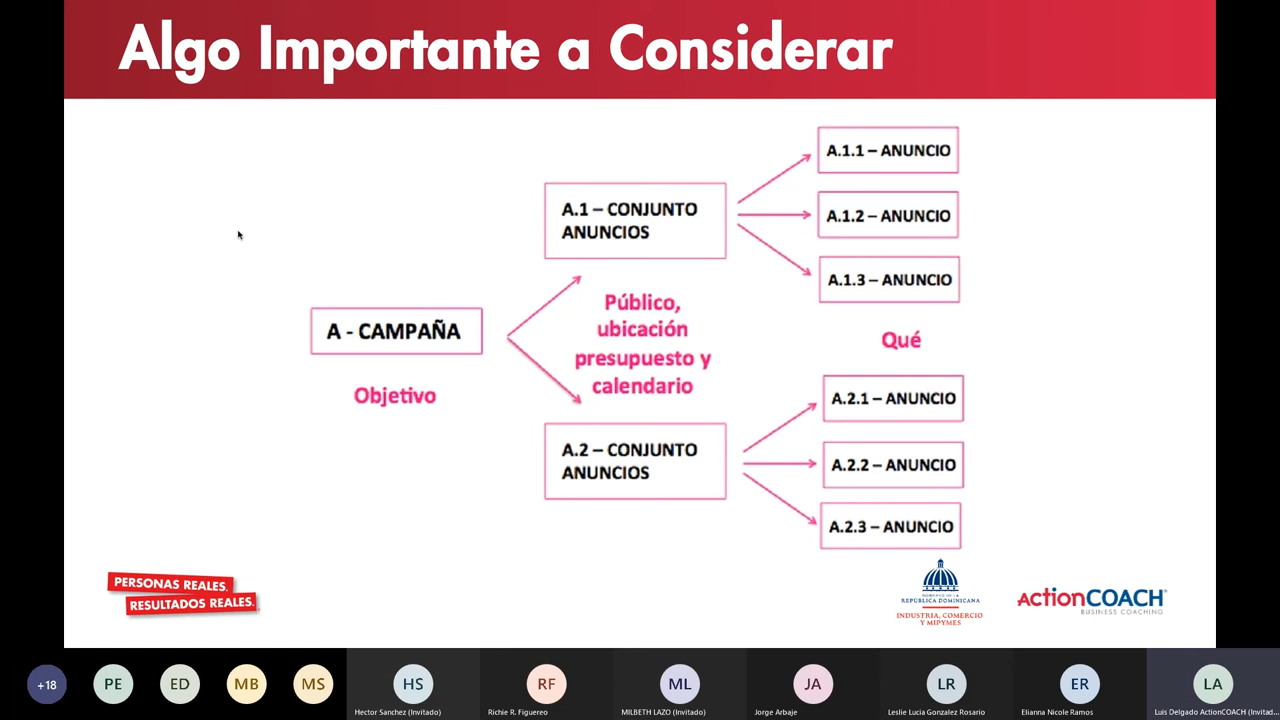 Algo Importante a Considerar
A - CAMPAÑA
Objetivo
A.1 – CONJUNTO
ANUNCIOS
Público,
ubicación
presupuesto y
calendario
A.2 – CONJUNTO
ANUNCIOS
A.1.1 – ANUNCIO
A.1.2 – ANUNCIO
A.1.3 – ANUNCIO
Qué
A.2.1 – ANUNCIO
A.2.2 – ANUNCIO
A.2.3 – ANUNCIO
PERSONAS REALES.
RESULTADOS REALES.
GOBIERNO DE LA
REPÚBLICA DOMINICANA
INDUSTRIA, COMERCIO
Y MIPYMES
ActionCOACH
BUSINESS COACHING
+18
PE
ED
MB
MS
HS
Hector Sanchez (Invitado)
RF
Richie R. Figuereo
ML
MILBETH LAZO (Invitado)
JA
Jorge Arbaje
LR
Leslie Lucia Gonzalez Rosario
ER
Elianna Nicole Ramos
LA
Luis Delgado ActionCOACH (Invitad...